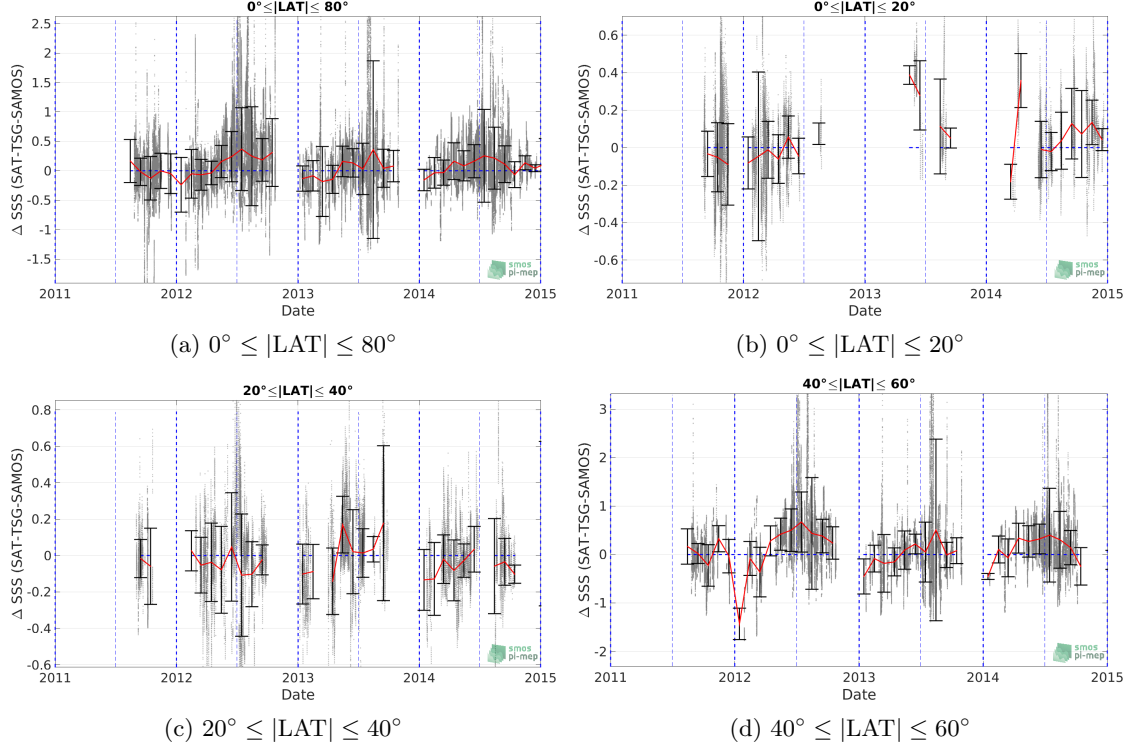 0°≤|LAT|≤ 80°
Δ SSS (SAT-TSG-SAMOS)
2.5
2
1.5
1
0.5
0
-0.5
-1
-1.5
2011
2012
2013
2014
2015
Date
smos
pi-mep
(a) 0° ≤ |LAT| ≤ 80°
0°≤|LAT|≤ 20°
Δ SSS (SAT-TSG-SAMOS)
0.6
0.4
0.2
0
-0.2
-0.4
-0.6
2011
2012
2013
2014
2015
Date
smos
pi-mep
(b) 0° ≤ |LAT| ≤ 20°
20°≤|LAT|≤ 40°
Δ SSS (SAT-TSG-SAMOS)
0.8
0.6
0.4
0.2
0
-0.2
-0.4
-0.6
2011
2012
2013
2014
2015
Date
smos
pi-mep
(c) 20° ≤ |LAT| ≤ 40°
40°≤|LAT|≤ 60°
Δ SSS (SAT-TSG-SAMOS)
3
2
1
0
-1
-2
2011
2012
2013
2014
2015
Date
smos
pi-mep
(d) 40° ≤ |LAT| ≤ 60°